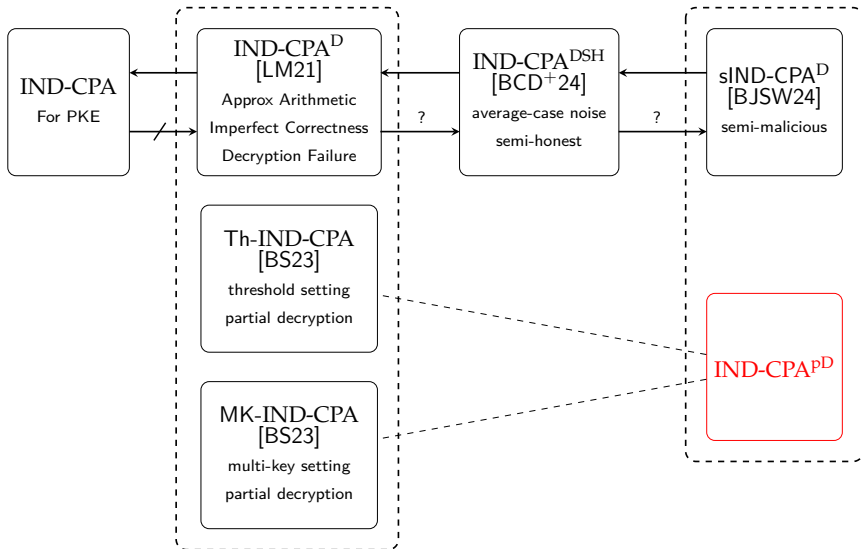 IND-CPA
For PKE
IND-CPA^D
[LM21]
Approx Arithmetic
Imperfect Correctness
Decryption Failure
?
IND-CPA^DSH
[BCD^+24]
average-case noise
semi-honest
?
sIND-CPA^D
[BJSW24]
semi-malicious
Th-IND-CPA
[BS23]
threshold setting
partial decryption
MK-IND-CPA
[BS23]
multi-key setting
partial decryption
IND-CPA^pD